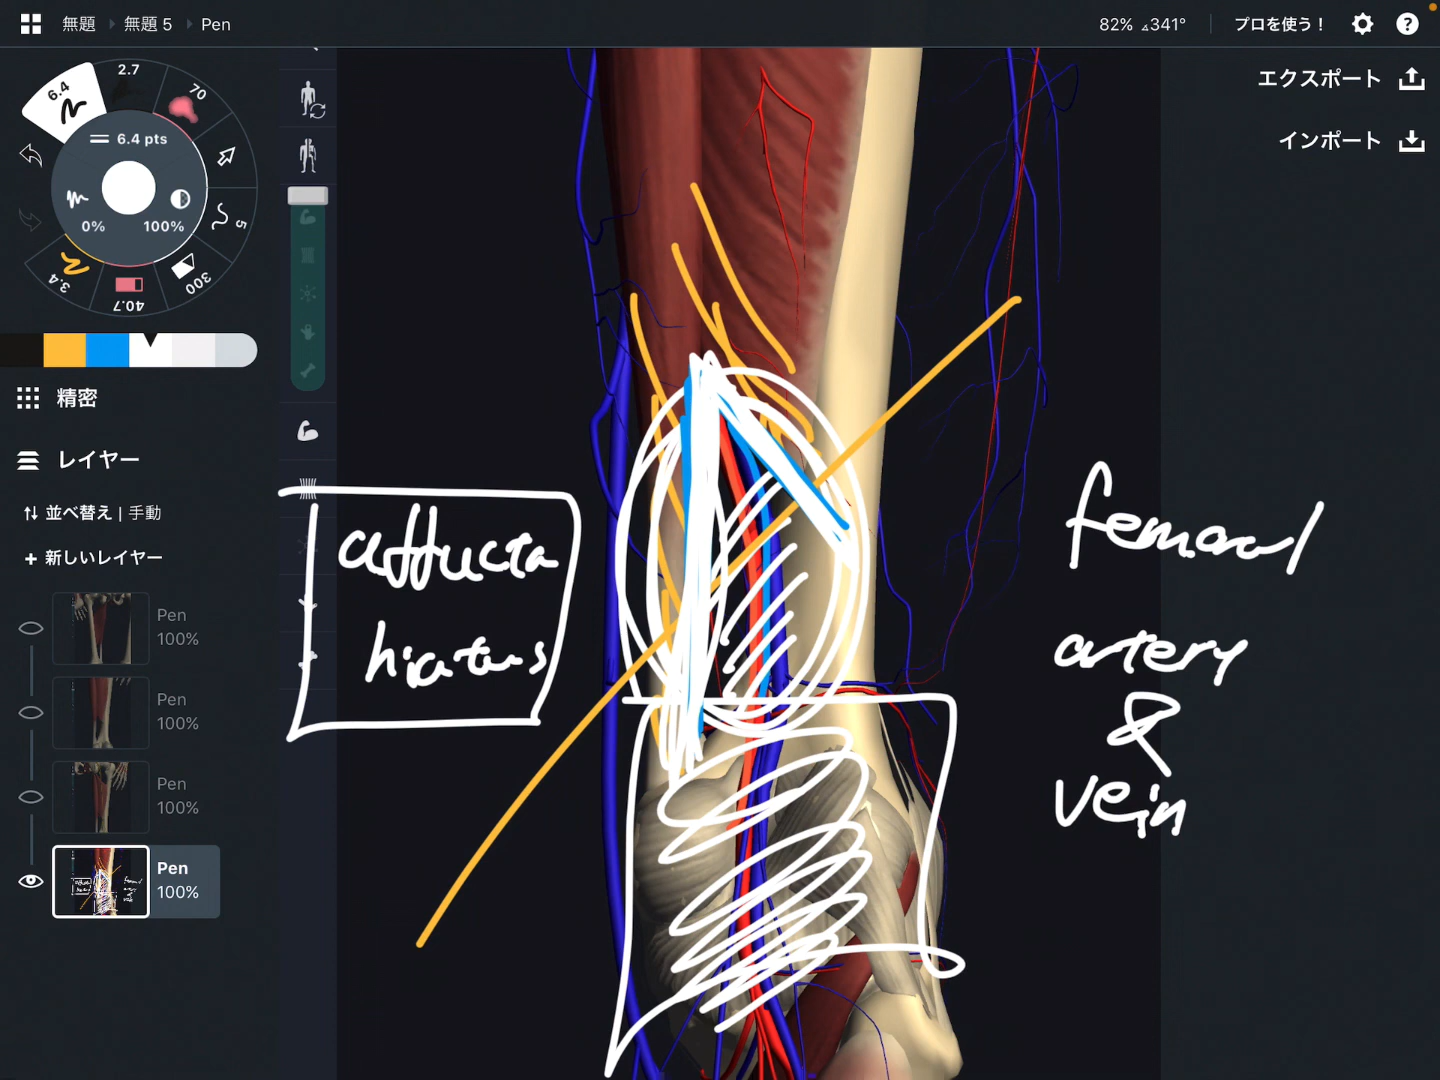 無題 無題 5 Pen
82% ⊿341°
プロを使う！
エクスポート
インポート
6.4
2.7
70
5
300
40.7
3.4
6.4 pts
0%
100%
精密
レイヤー
並べ替え | 手動
+ 新しいレイヤー
Pen
100%
Pen
100%
Pen
100%
Pen
100%
hiatus
femoral
artery
&
vein